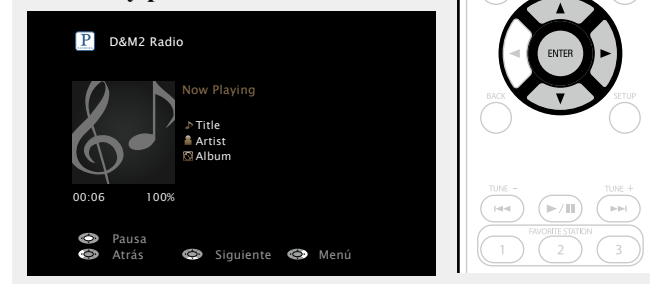 P D&M2 Radio
Now Playing
Title
Artist
Album
00:06 100%
Pausa
Atrás Siguiente Menú
ENTER
BACK SETUP
TUNE − TUNE +
FAVORITE STATION
1 2 3